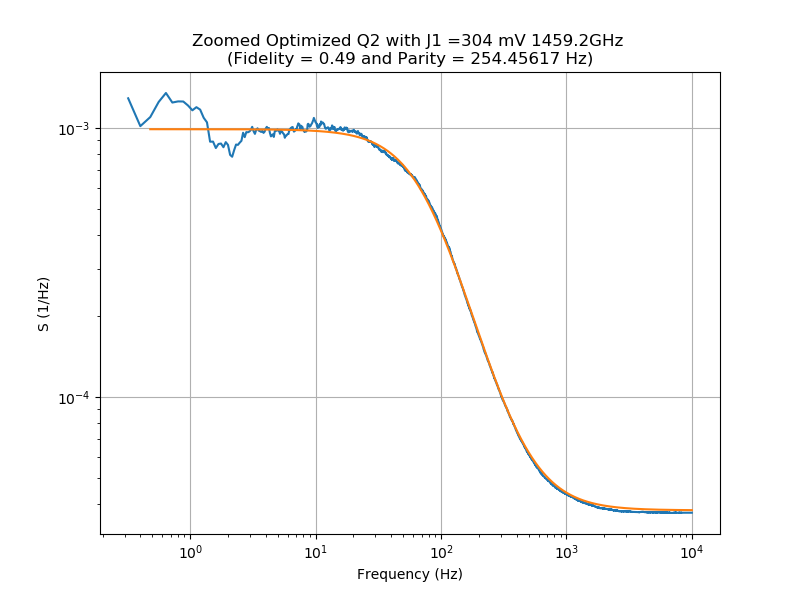 Zoomed Optimized Q2 with J1 =304 mV 1459.2GHz
(Fidelity = 0.49 and Parity = 254.45617 Hz)
10⁻³
10⁻⁴
S (1/Hz)
10⁰ 10¹ 10² 10³ 10⁴
Frequency (Hz)